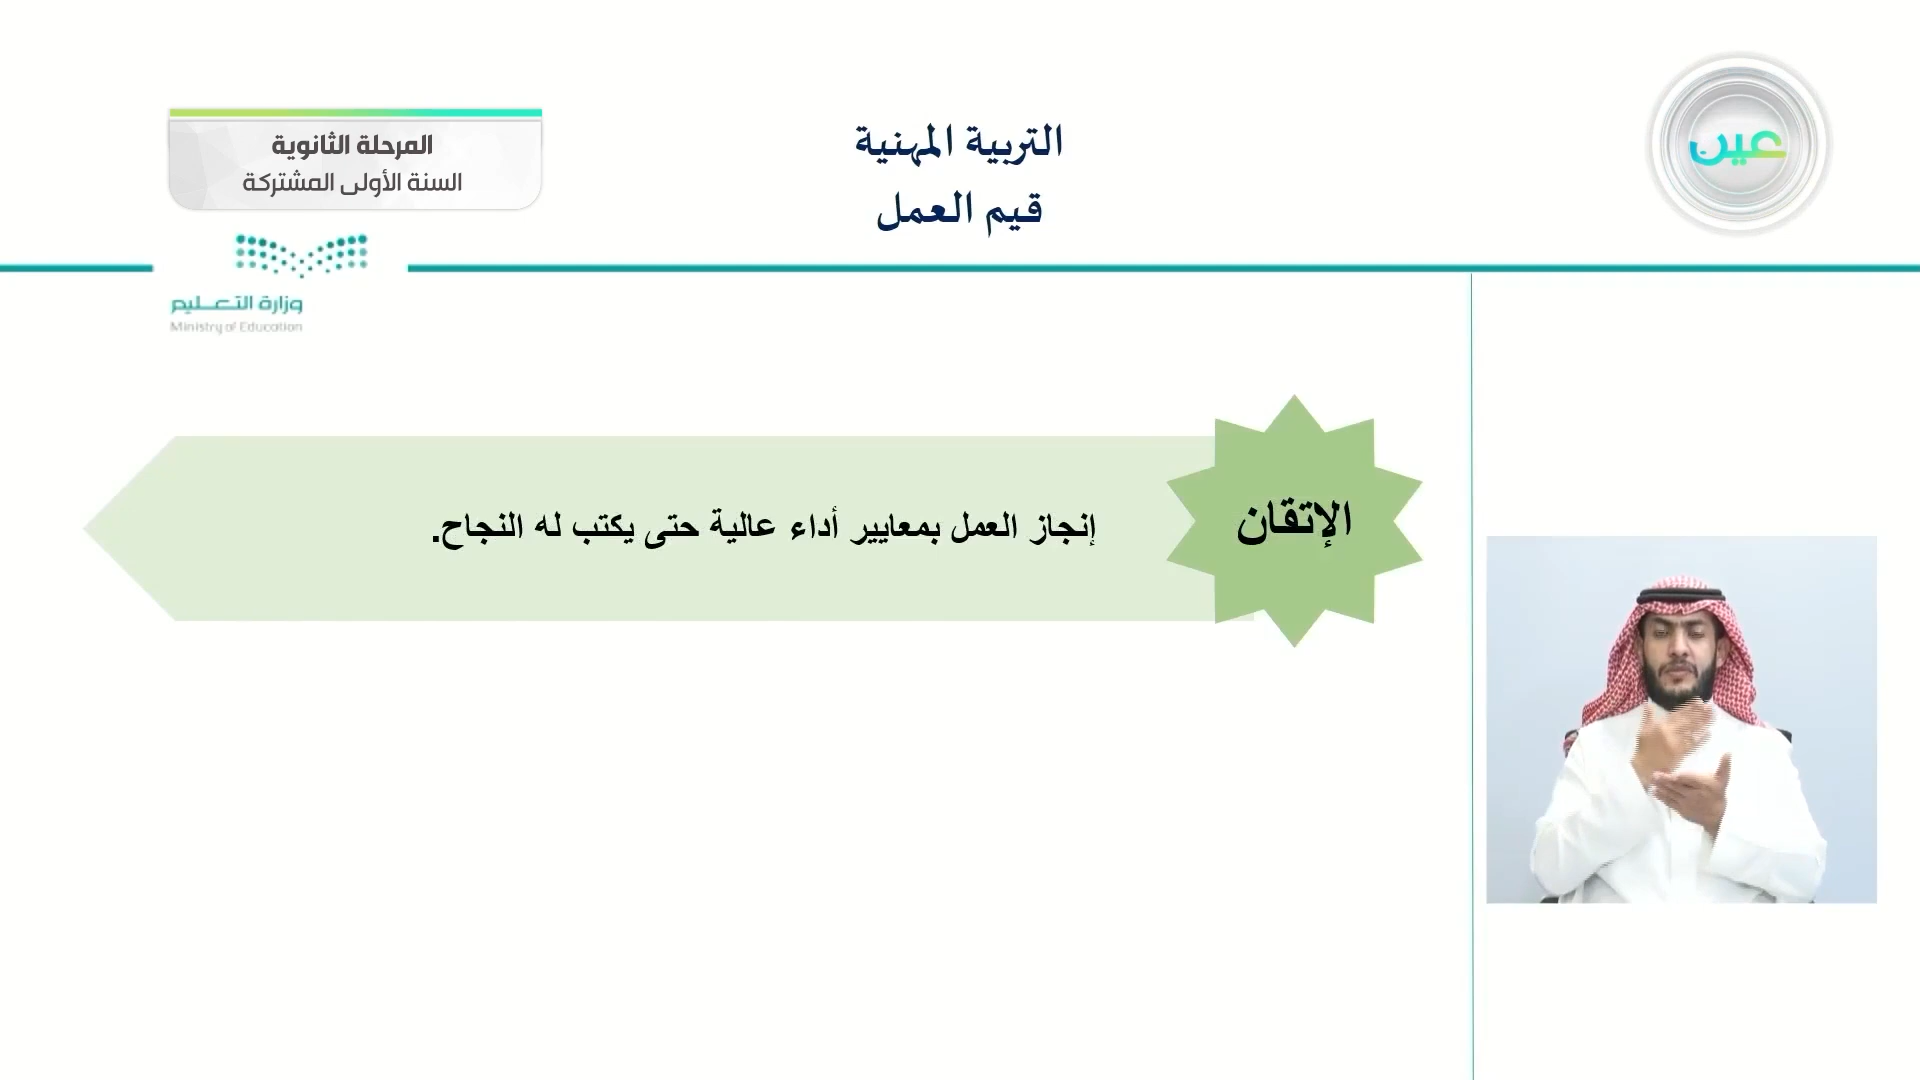 عين
التربية المهنية
قيم العمل
المرحلة الثانوية
السنة الأولى المشتركة
وزارة التعليم
Ministry of Education
الإتقان
إنجاز العمل بمعايير أداء عالية حتى يكتب له النجاح.